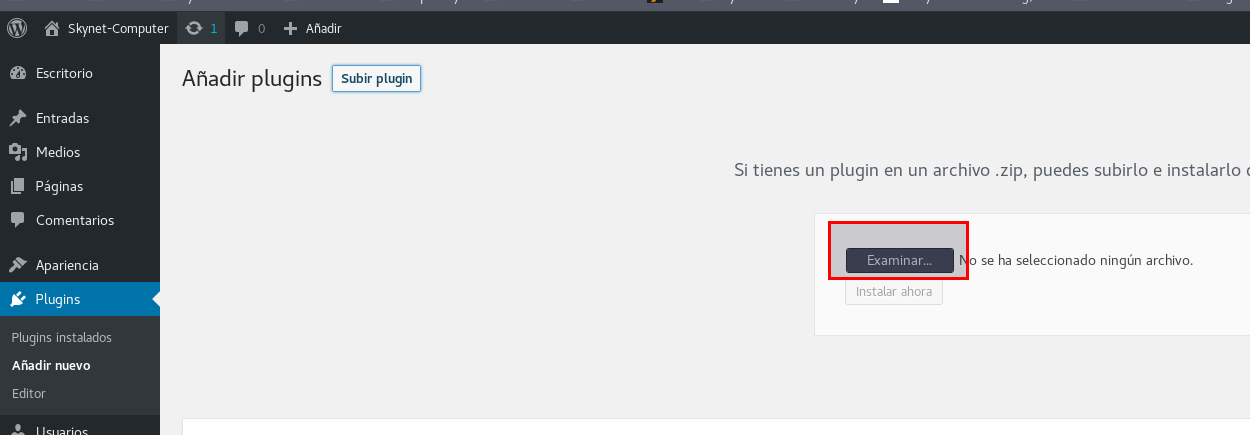 Skynet-Computer
1
0
Añadir
Escritorio
Entradas
Medios
Páginas
Comentarios
Apariencia
Plugins
Plugins instalados
Añadir nuevo
Editor
Usuarios
Añadir plugins
Subir plugin
Si tienes un plugin en un archivo .zip, puedes subirlo e instalarlo
Examinar... No se ha seleccionado ningún archivo.
Instalar ahora